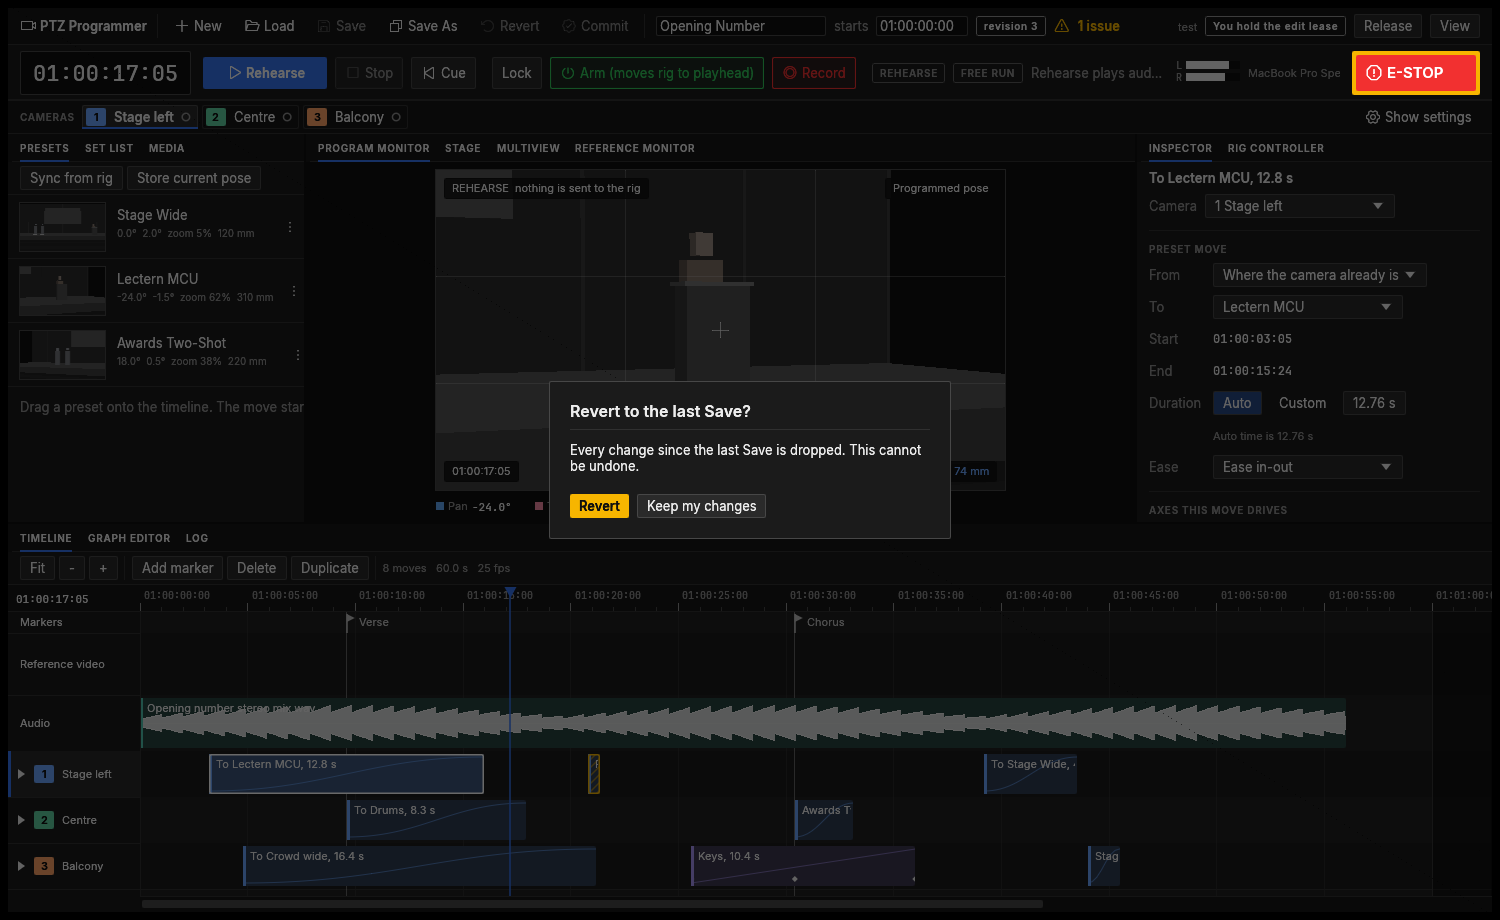 PTZ Programmer
New
Load
Save
Save As
Revert
Commit
Opening Number
starts
01:00:00:00
revision 3
1 issue
test
You hold the edit lease
Release
View
01:00:17:05
Rehearse
Stop
Cue
Lock
Arm (moves rig to playhead)
Record
REHEARSE
FREE RUN
Rehearse plays aud...
L
R
MacBook Pro Spe
E-STOP
CAMERAS
1 Stage left
2 Centre
3 Balcony
Show settings
PRESETS
SET LIST
MEDIA
Sync from rig
Store current pose
Stage Wide
0.0° 2.0° zoom 5% 120 mm
Lectern MCU
-24.0° -1.5° zoom 62% 310 mm
Awards Two-Shot
18.0° 0.5° zoom 38% 220 mm
Drag a preset onto the timeline. The move star
PROGRAM MONITOR
STAGE
MULTIVIEW
REFERENCE MONITOR
REHEARSE nothing is sent to the rig
Programmed pose
01:00:17:05
74 mm
Pan -24.0°
Revert to the last Save?
Every change since the last Save is dropped. This cannot
be undone.
Revert
Keep my changes
INSPECTOR
RIG CONTROLLER
To Lectern MCU, 12.8 s
Camera 1 Stage left
PRESET MOVE
From Where the camera already is
To Lectern MCU
Start 01:00:03:05
End 01:00:15:24
Duration Auto Custom 12.76 s
Auto time is 12.76 s
Ease Ease in-out
AXES THIS MOVE DRIVES
TIMELINE
GRAPH EDITOR
LOG
Fit
-
+
Add marker
Delete
Duplicate
8 moves 60.0 s 25 fps
01:00:17:05
01:00:00:00
01:00:05:00
01:00:10:00
01:00:15:00
01:00:20:00
01:00:25:00
01:00:30:00
01:00:35:00
01:00:40:00
01:00:45:00
01:00:50:00
01:00:55:00
01:01:00:0
Markers
Verse
Chorus
Reference video
Audio
Opening number stereo mix.wav
1 Stage left
To Lectern MCU, 12.8 s
To Stage Wide,
2 Centre
To Drums, 8.3 s
Awards T
3 Balcony
To Crowd wide, 16.4 s
Keys, 10.4 s
Stag